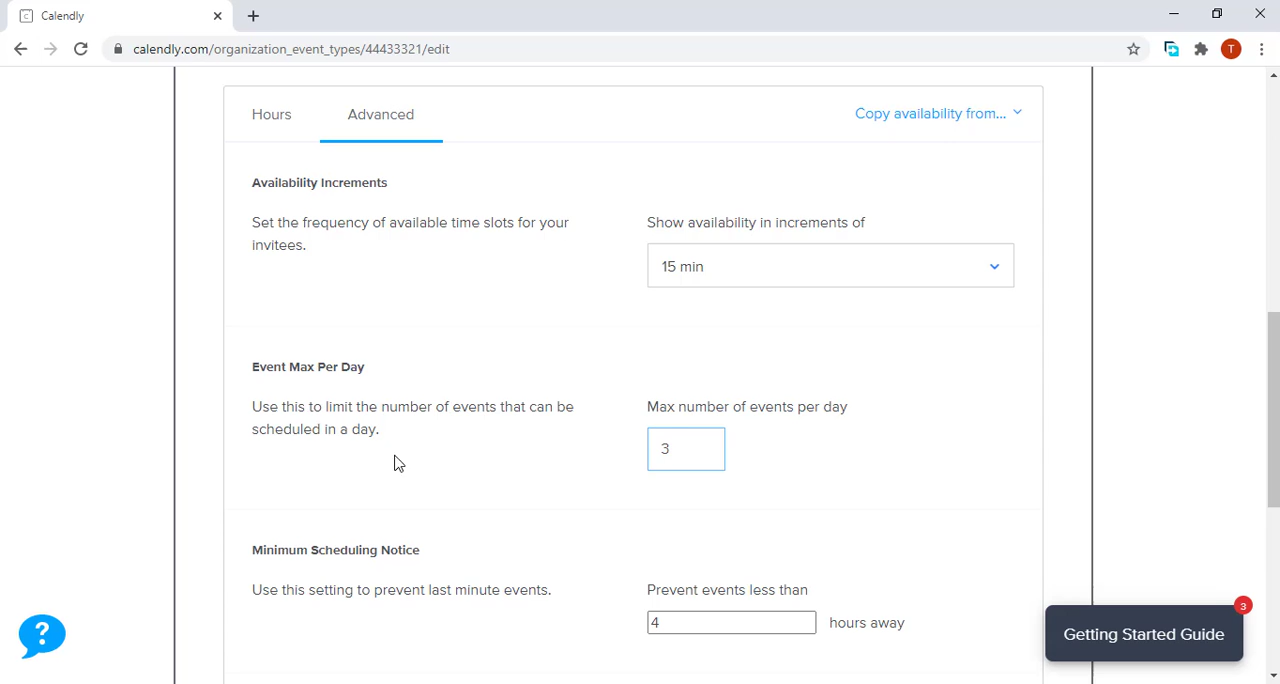 Calendly
calendly.com/organization_event_types/44433321/edit
T
Hours
Advanced
Copy availability from...
Availability Increments
Set the frequency of available time slots for your
invitees.
Show availability in increments of
15 min
Event Max Per Day
Use this to limit the number of events that can be
scheduled in a day.
Max number of events per day
3
Minimum Scheduling Notice
Use this setting to prevent last minute events.
Prevent events less than
4
hours away
?
3
Getting Started Guide